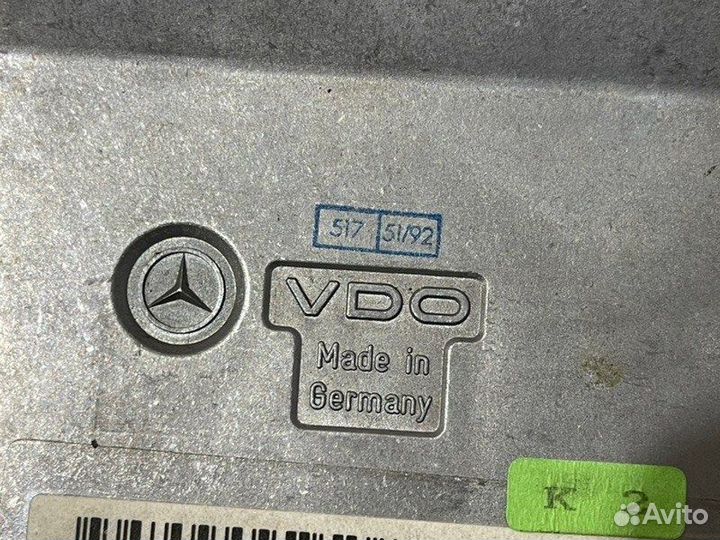 517 51/92
VDO
Made in
Germany
K 3
Avito